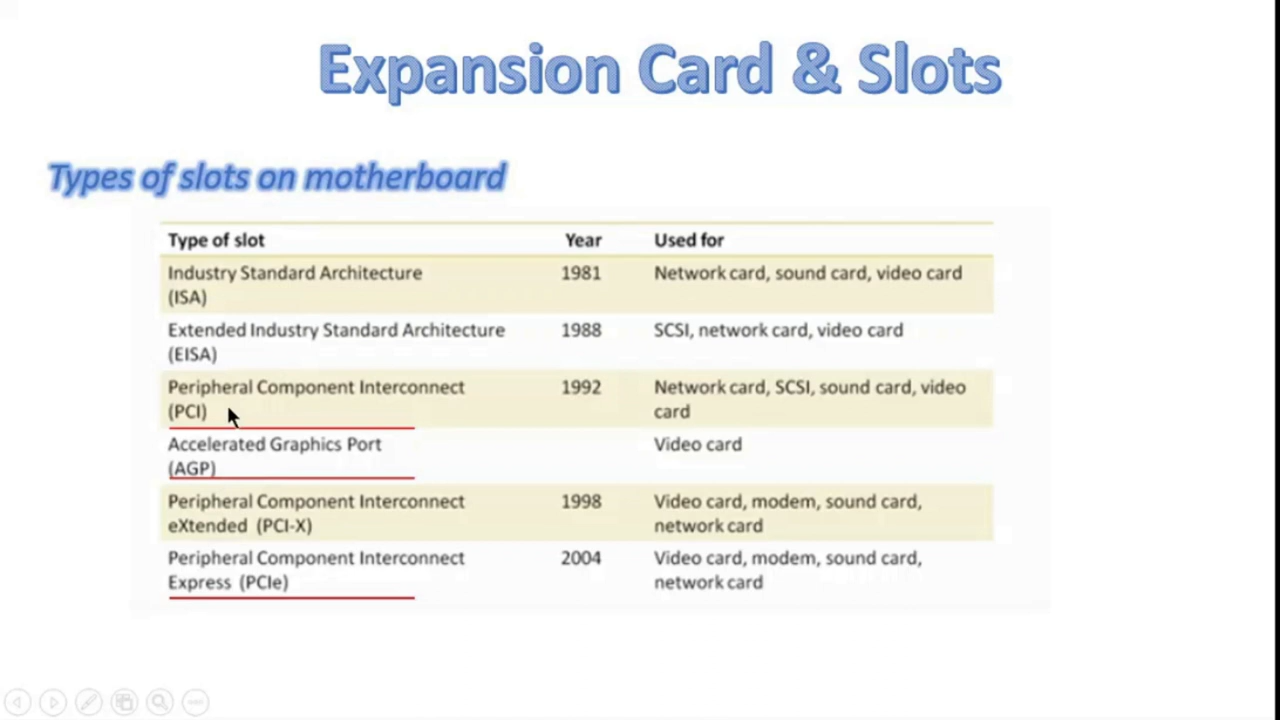 Expansion Card & Slots
Types of slots on motherboard
Type of slot Year Used for
Industry Standard Architecture 1981 Network card, sound card, video card
(ISA)
Extended Industry Standard Architecture 1988 SCSI, network card, video card
(EISA)
Peripheral Component Interconnect 1992 Network card, SCSI, sound card, video
(PCI) card
Accelerated Graphics Port Video card
(AGP)
Peripheral Component Interconnect 1998 Video card, modem, sound card,
eXtended (PCI-X) network card
Peripheral Component Interconnect 2004 Video card, modem, sound card,
Express (PCIe) network card